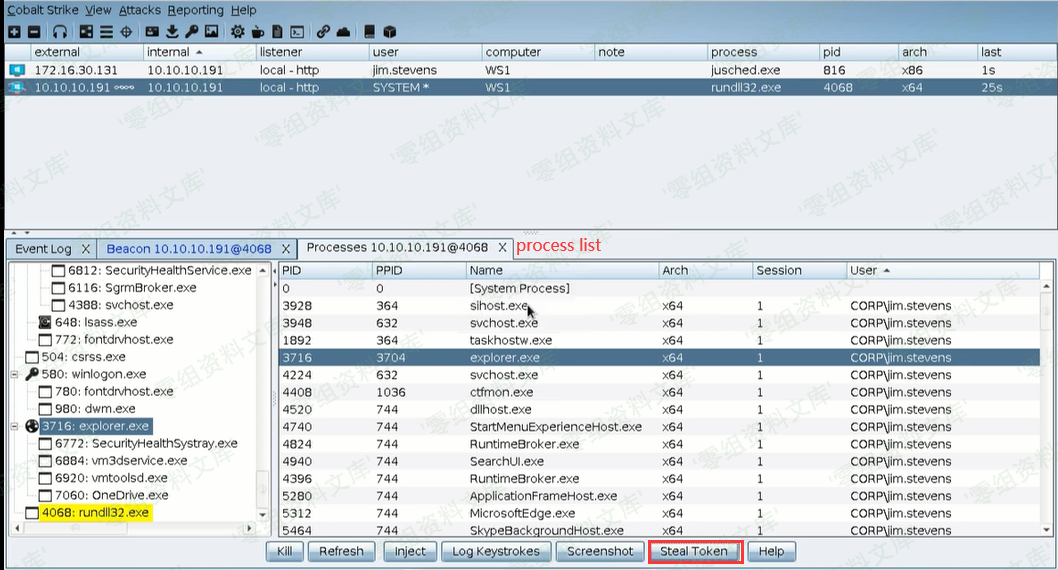 Cobalt Strike View Attacks Reporting Help
external internal listener user computer note process pid arch last
172.16.30.131 10.10.10.191 local - http jim.stevens WS1 jusched.exe 816 x86 1s
10.10.10.191 10.10.10.191 local - http SYSTEM * WS1 rundll32.exe 4068 x64 25s
Event Log X Beacon 10.10.10.191@4068 X Processes 10.10.10.191@4068 X process list
6812: SecurityHealthService.exe
6116: SgrmBroker.exe
4388: svchost.exe
648: lsass.exe
772: fontdrvhost.exe
504: csrss.exe
580: winlogon.exe
780: fontdrvhost.exe
980: dwm.exe
3716: explorer.exe
6772: SecurityHealthSystray.exe
6884: vm3dservice.exe
6920: vmtoolsd.exe
7060: OneDrive.exe
4068: rundll32.exe
PID PPID Name Arch Session User
0 0 [System Process]
3928 364 sihost.exe x64 1 CORP\jim.stevens
3948 632 svchost.exe x64 1 CORP\jim.stevens
1892 364 taskhostw.exe x64 1 CORP\jim.stevens
3716 3704 explorer.exe x64 1 CORP\jim.stevens
4224 632 svchost.exe x64 1 CORP\jim.stevens
4408 1036 ctfmon.exe x64 1 CORP\jim.stevens
4520 744 dllhost.exe x64 1 CORP\jim.stevens
4740 744 StartMenuExperienceHost.exe x64 1 CORP\jim.stevens
4824 744 RuntimeBroker.exe x64 1 CORP\jim.stevens
4940 744 SearchUI.exe x64 1 CORP\jim.stevens
4396 744 RuntimeBroker.exe x64 1 CORP\jim.stevens
5280 744 ApplicationFrameHost.exe x64 1 CORP\jim.stevens
5312 744 MicrosoftEdge.exe x64 1 CORP\jim.stevens
5464 744 SkypeBackgroundHost.exe x64 1 CORP\jim.stevens
Kill Refresh Inject Log Keystrokes Screenshot Steal Token Help
'零组资料文库'